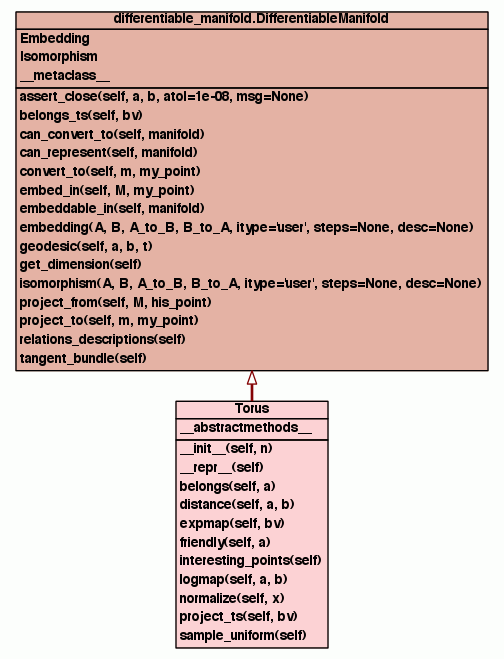 differentiable_manifold.DifferentiableManifold
Embedding
Isomorphism
__metaclass__
assert_close(self, a, b, atol=1e-08, msg=None)
belongs_ts(self, bv)
can_convert_to(self, manifold)
can_represent(self, manifold)
convert_to(self, m, my_point)
embed_in(self, M, my_point)
embeddable_in(self, manifold)
embedding(A, B, A_to_B, B_to_A, itype='user', steps=None, desc=None)
geodesic(self, a, b, t)
get_dimension(self)
isomorphism(A, B, A_to_B, B_to_A, itype='user', steps=None, desc=None)
project_from(self, M, his_point)
project_to(self, m, my_point)
relations_descriptions(self)
tangent_bundle(self)
Torus
__abstractmethods__
__init__(self, n)
__repr__(self)
belongs(self, a)
distance(self, a, b)
expmap(self, bv)
friendly(self, a)
interesting_points(self)
logmap(self, a, b)
normalize(self, x)
project_ts(self, bv)
sample_uniform(self)